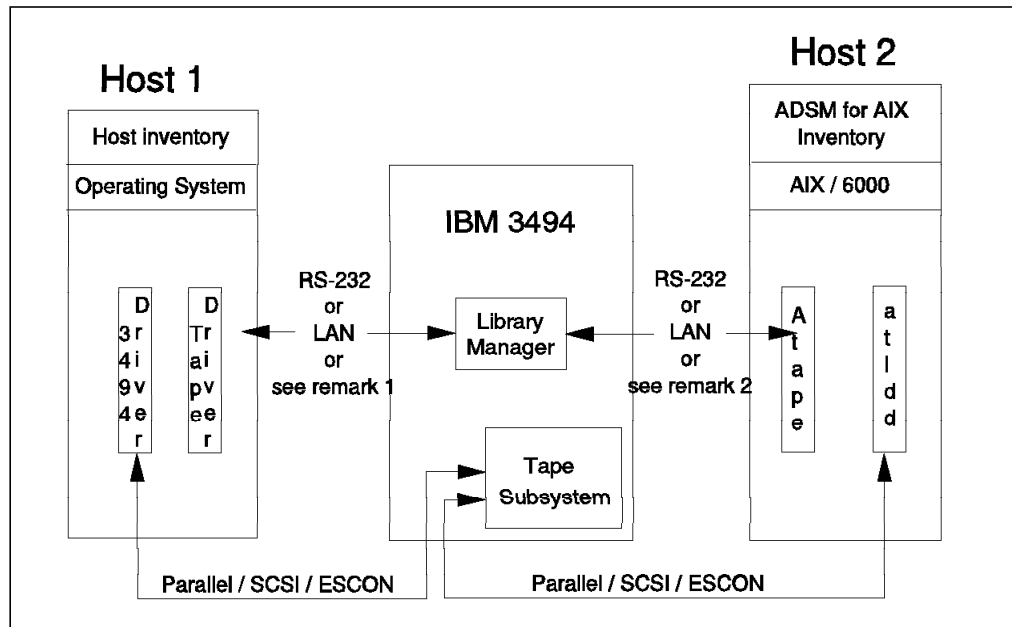 Host 1
Host inventory
Operating System
3494
Driver
Tape
Driver
RS-232
or
LAN
or
see remark 1
IBM 3494
Library
Manager
Tape
Subsystem
RS-232
or
LAN
or
see remark 2
Host 2
ADSM for AIX
Inventory
AIX / 6000
Atape
atldd
Parallel / SCSI / ESCON
Parallel / SCSI / ESCON